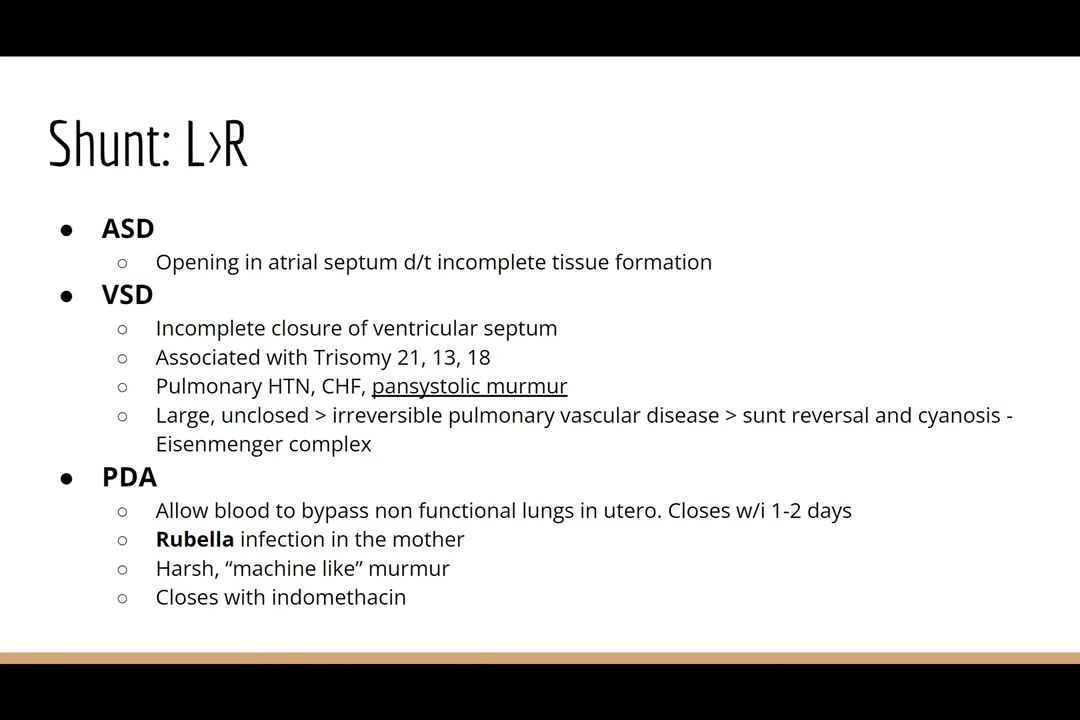 Shunt: L>R
● ASD
○ Opening in atrial septum d/t incomplete tissue formation
● VSD
○ Incomplete closure of ventricular septum
○ Associated with Trisomy 21, 13, 18
○ Pulmonary HTN, CHF, pansystolic murmur
○ Large, unclosed > irreversible pulmonary vascular disease > sunt reversal and cyanosis -
Eisenmenger complex
● PDA
○ Allow blood to bypass non functional lungs in utero. Closes w/i 1-2 days
○ Rubella infection in the mother
○ Harsh, “machine like” murmur
○ Closes with indomethacin